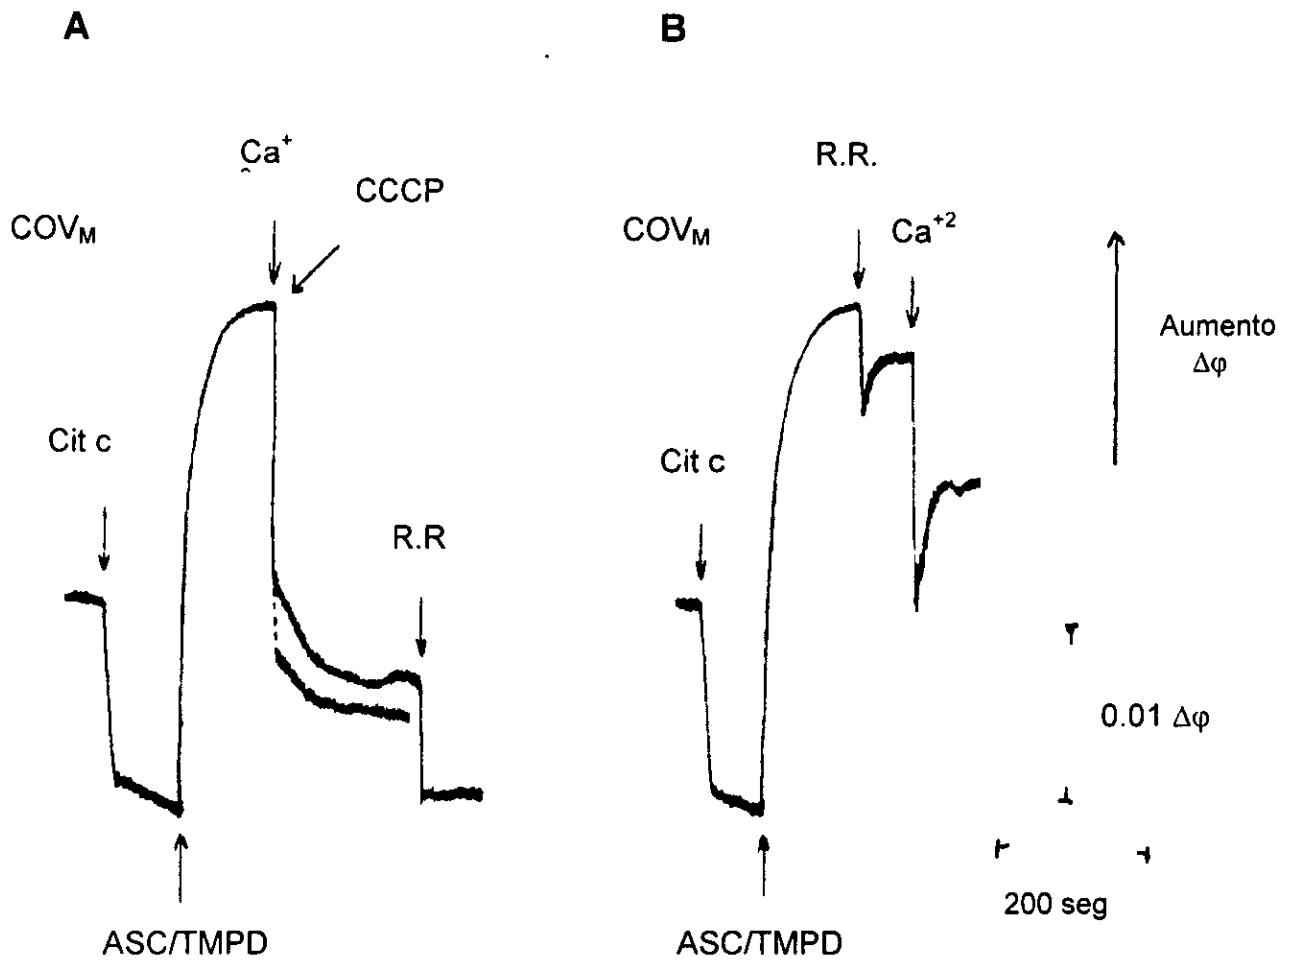 A
B
Ca⁺
CCCP
COVM
Cit c
R.R
ASC/TMPD
R.R.
COVM
Ca⁺²
Cit c
ASC/TMPD
Aumento
Δφ
0.01 Δφ
200 seg